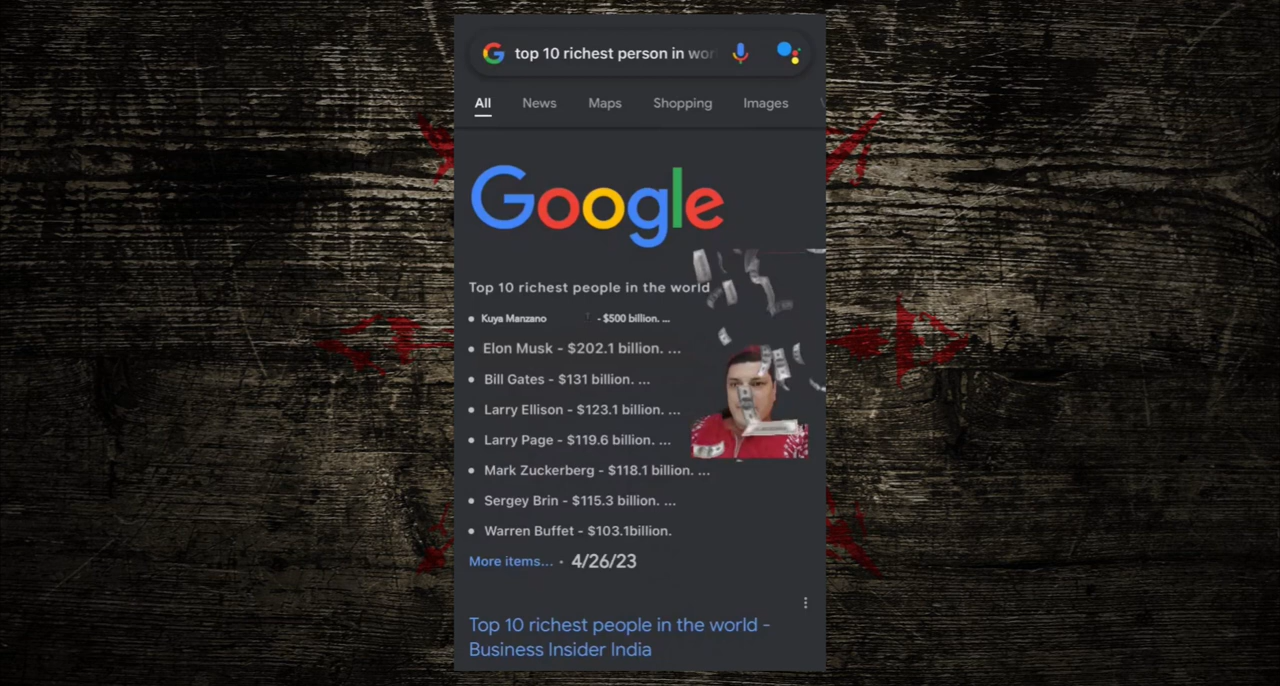 top 10 richest person in wor
All News Maps Shopping Images
Google
Top 10 richest people in the world
Kuya Manzano - $500 billion. ...
Elon Musk - $202.1 billion. ...
Bill Gates - $131 billion. ...
Larry Ellison - $123.1 billion. ...
Larry Page - $119.6 billion. ...
Mark Zuckerberg - $118.1 billion. ...
Sergey Brin - $115.3 billion. ...
Warren Buffet - $103.1billion.
More items... · 4/26/23
Top 10 richest people in the world -
Business Insider India